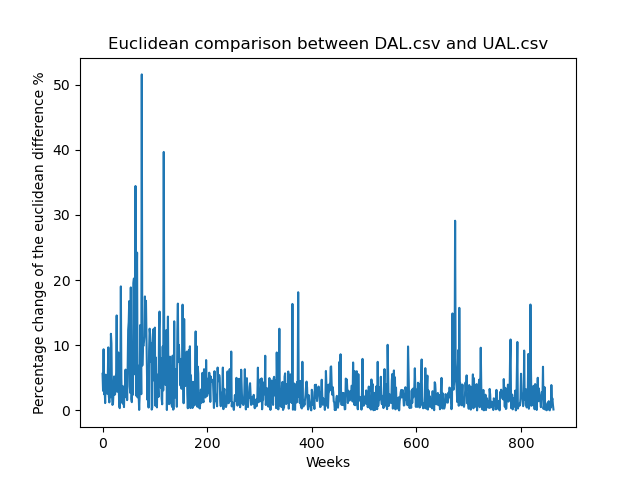 Euclidean comparison between DAL.csv and UAL.csv
Percentage change of the euclidean difference %
50
40
30
20
10
0
0 200 400 600 800
Weeks